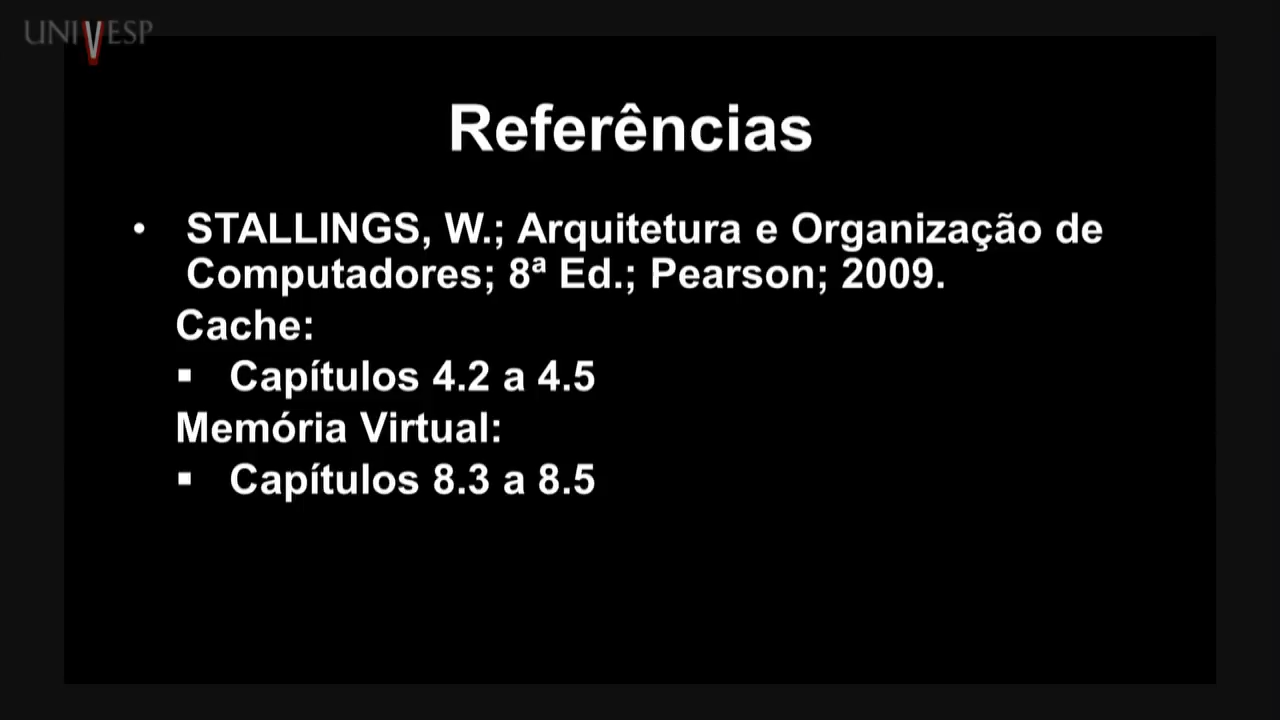 UNIVESP
Referências
• STALLINGS, W.; Arquitetura e Organização de
Computadores; 8ª Ed.; Pearson; 2009.
Cache:
▪ Capítulos 4.2 a 4.5
Memória Virtual:
▪ Capítulos 8.3 a 8.5